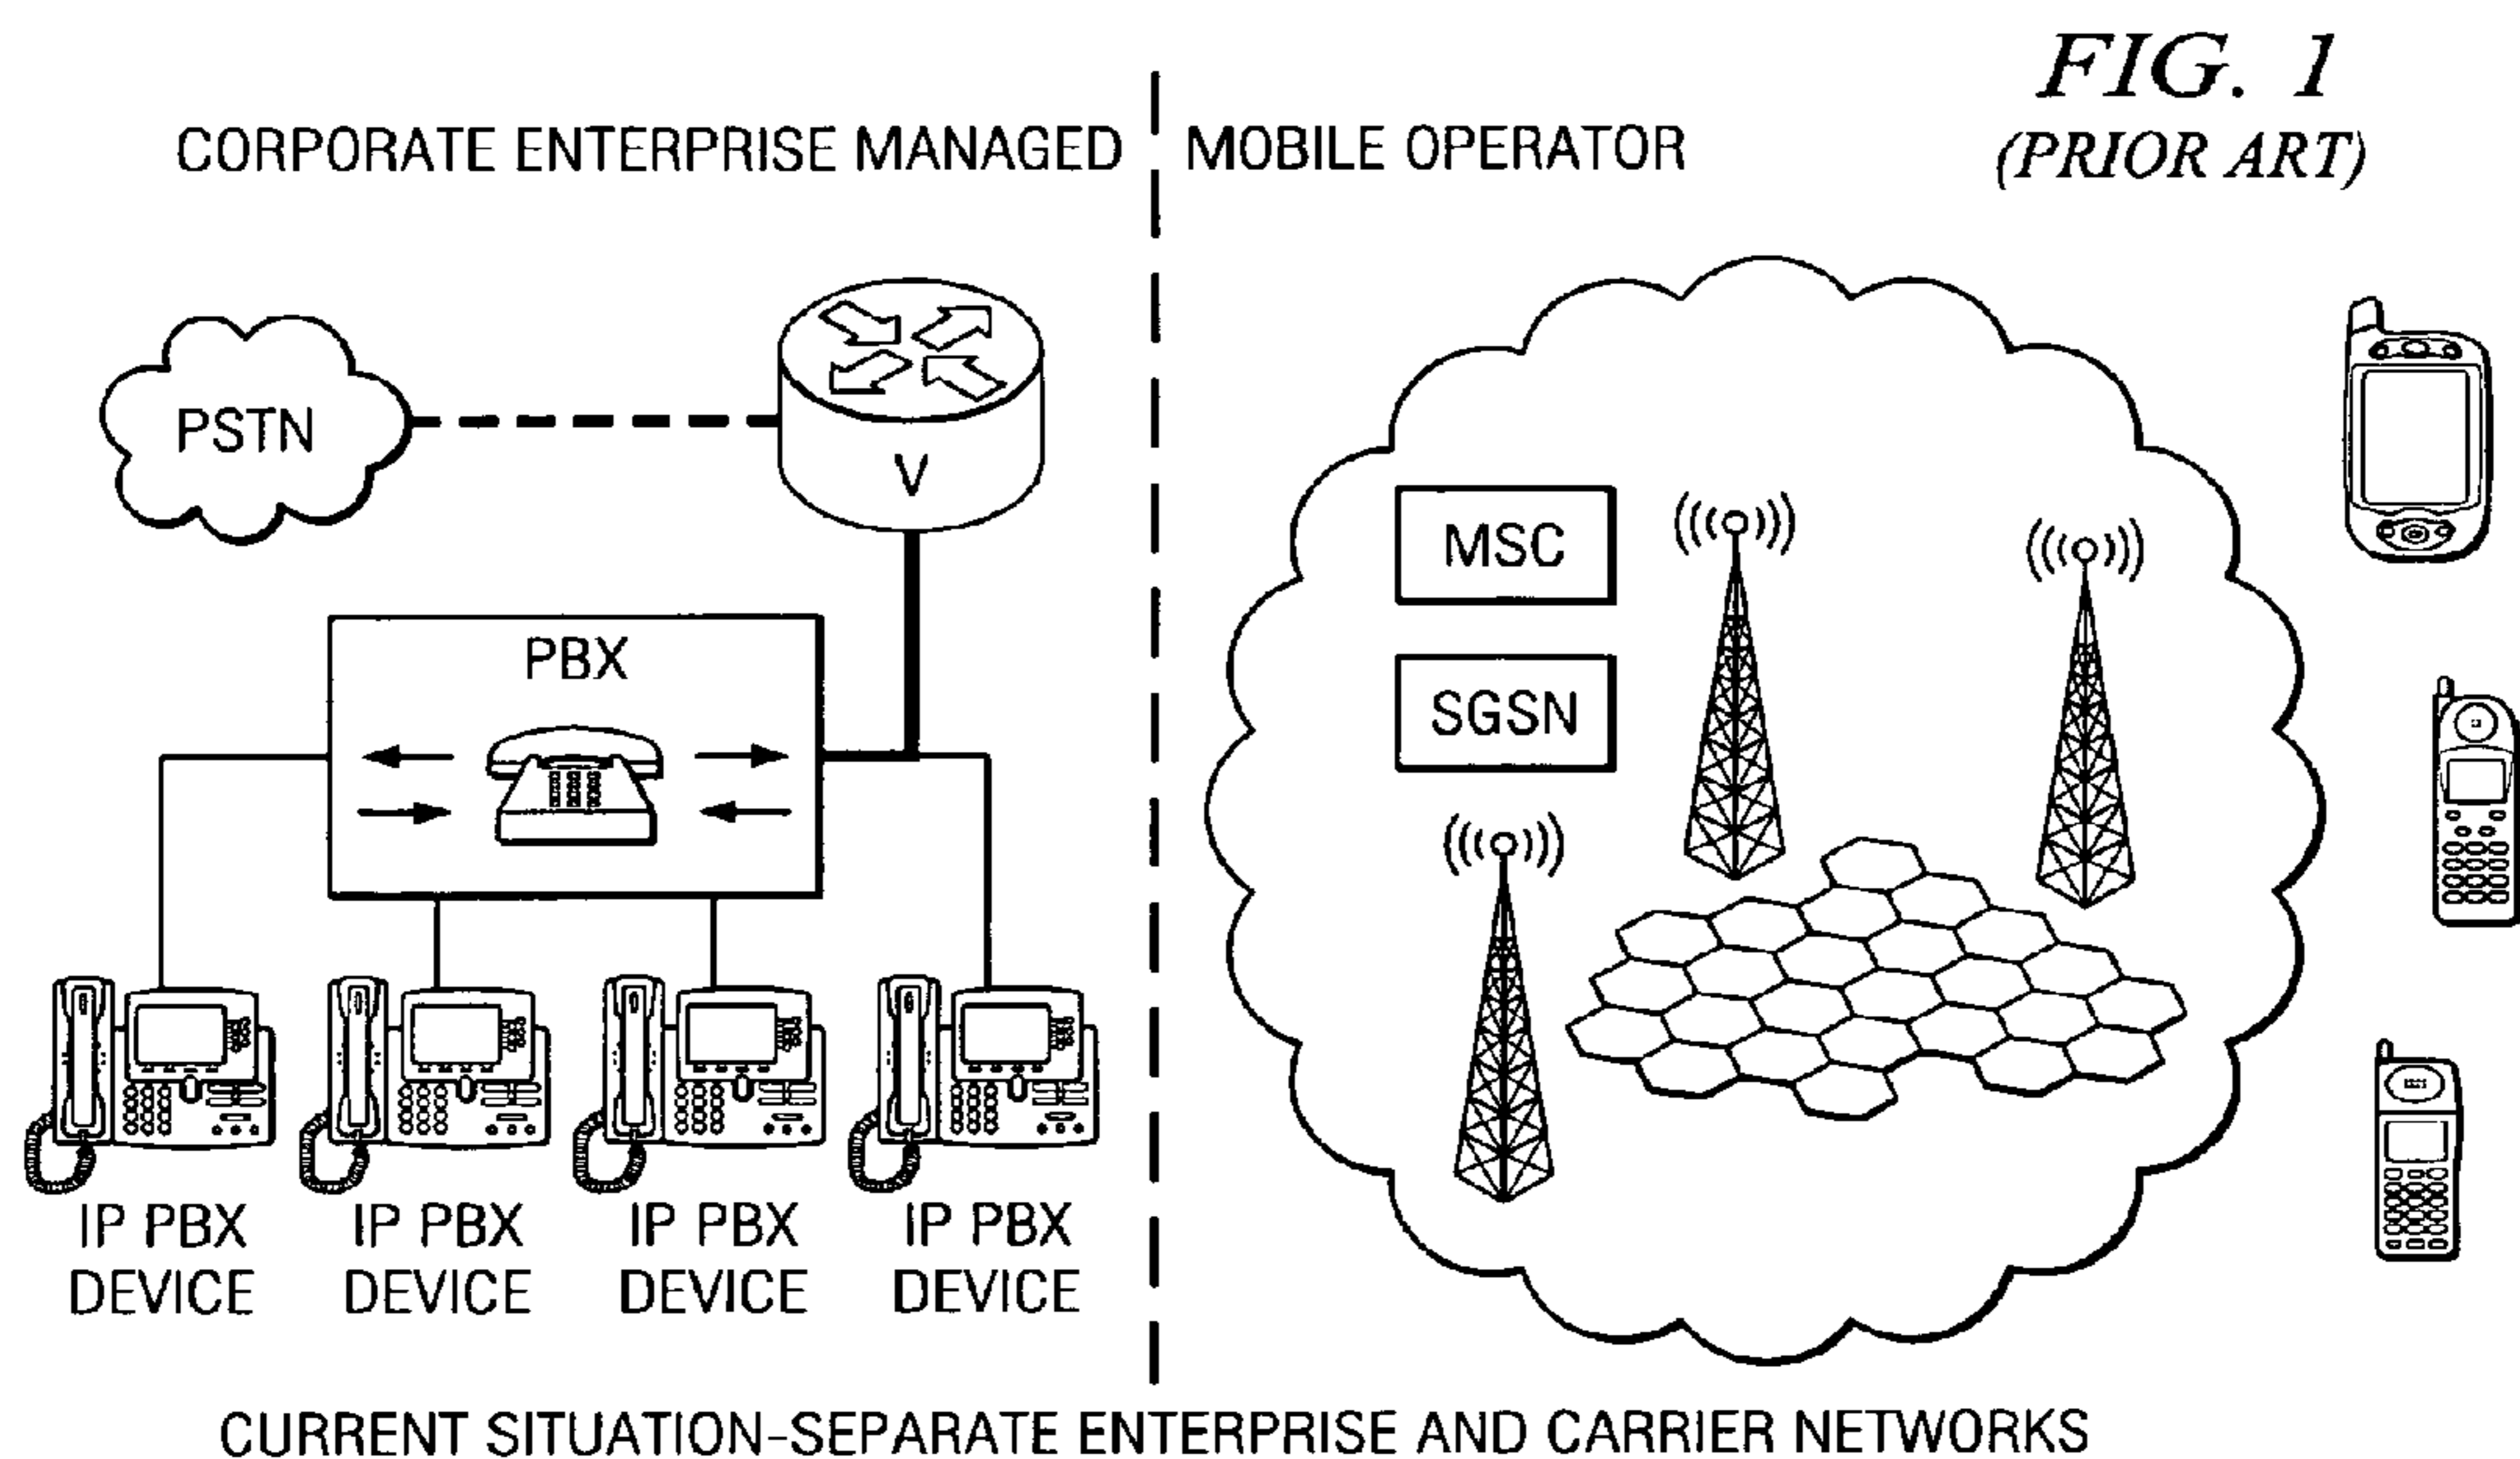 FIG. 1
(PRIOR ART)
CORPORATE ENTERPRISE MANAGED
MOBILE OPERATOR
PSTN
V
PBX
MSC
SGSN
IP PBX
DEVICE
IP PBX
DEVICE
IP PBX
DEVICE
IP PBX
DEVICE
CURRENT SITUATION-SEPARATE ENTERPRISE AND CARRIER NETWORKS